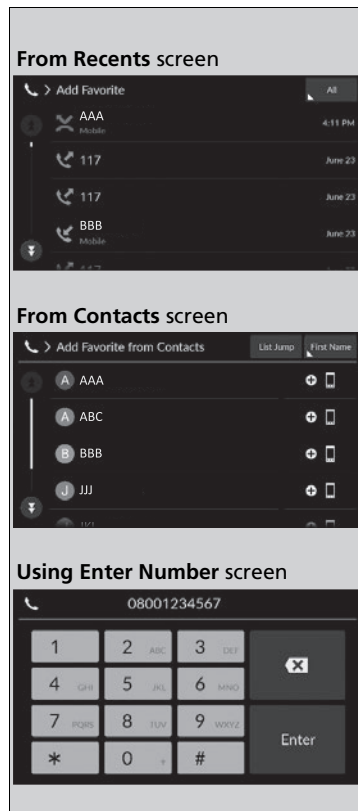 From Recents screen
> Add Favorite All
AAA 4:11 PM
Mobile
117 June 23
117 June 23
BBB June 23
Mobile
From Contacts screen
> Add Favorite from Contacts List Jump First Name
A AAA
A ABC
B BBB
J JJJ
Using Enter Number screen
08001234567
1 2 ABC 3 DEF
4 GHI 5 JKL 6 MNO
7 PQRS 8 TUV 9 WXYZ
* 0 + #
Enter